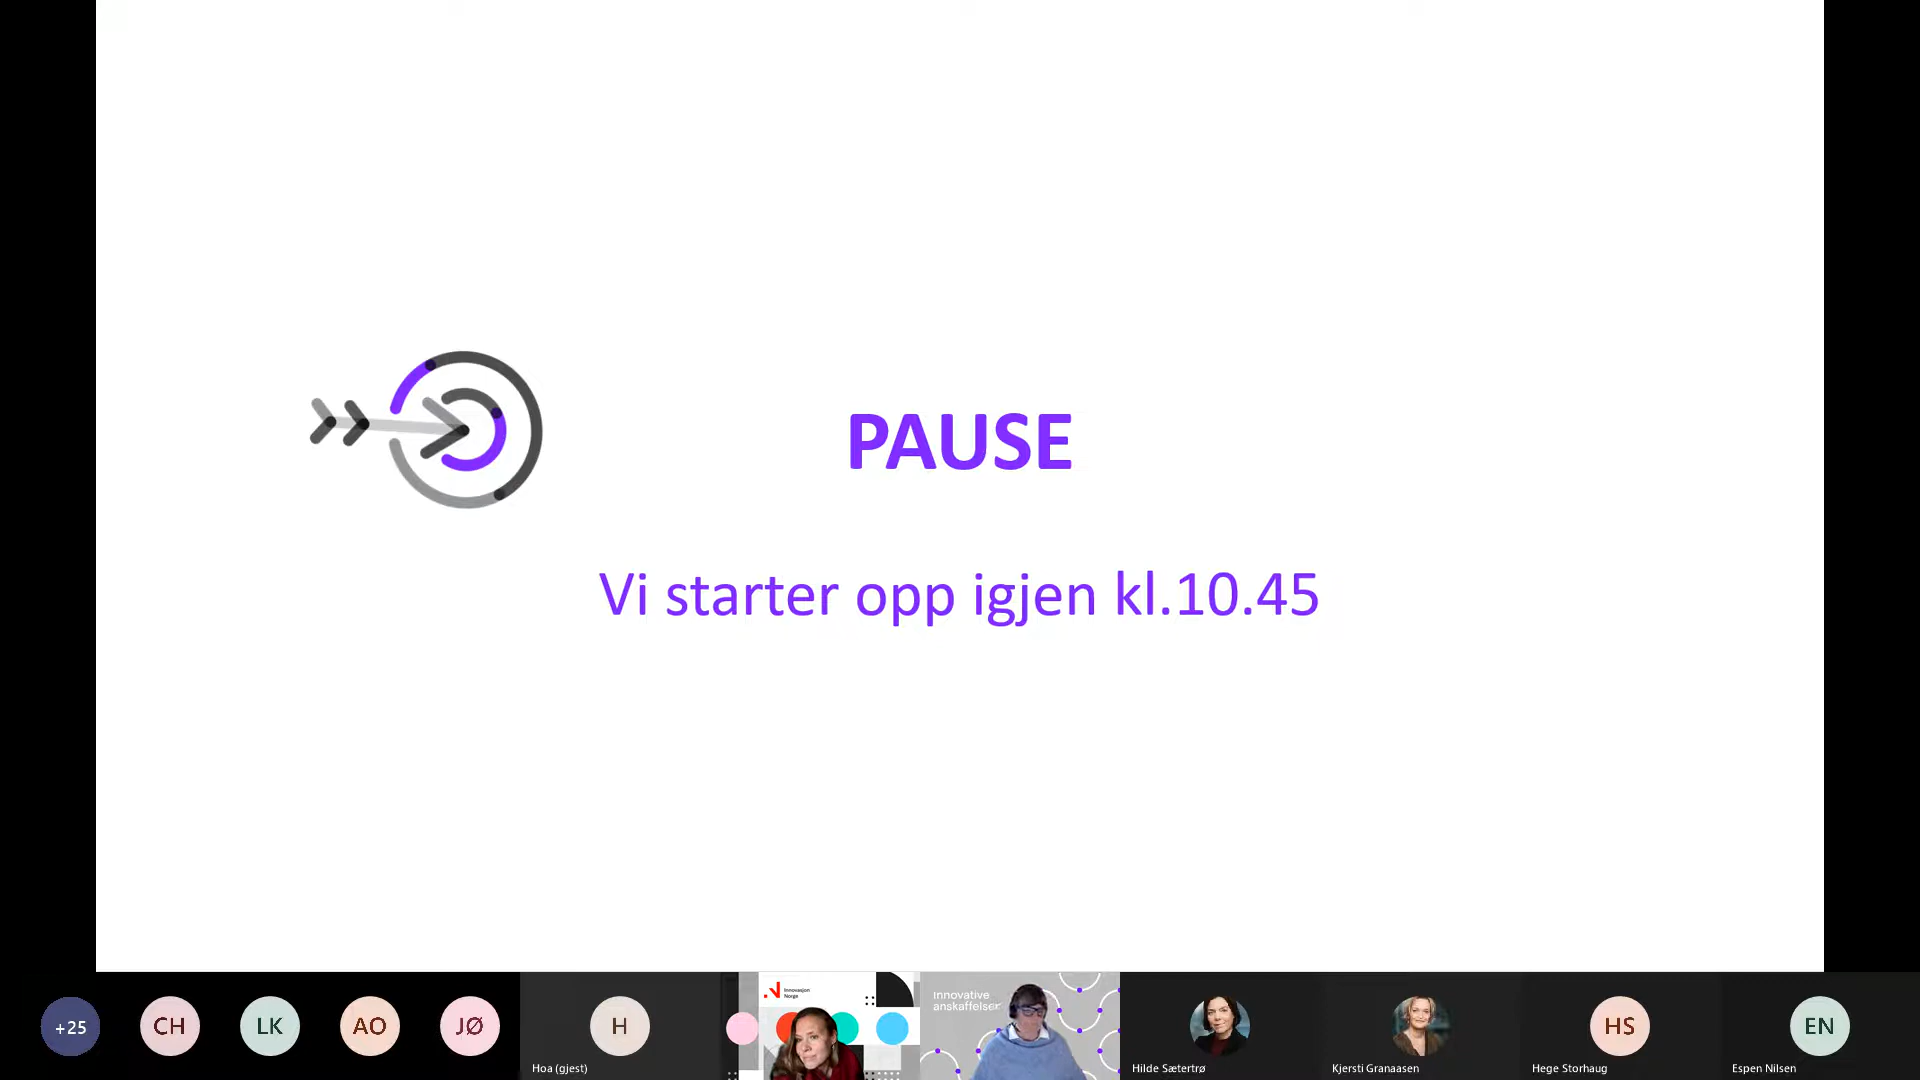 PAUSE
Vi starter opp igjen kl.10.45
+25
CH
LK
AO
JØ
H
Hoa (gjest)
Innovasjon
Norge
Innovative
anskaffelser
Hilde Sætertrø
Kjersti Granaasen
HS
Hege Storhaug
EN
Espen Nilsen